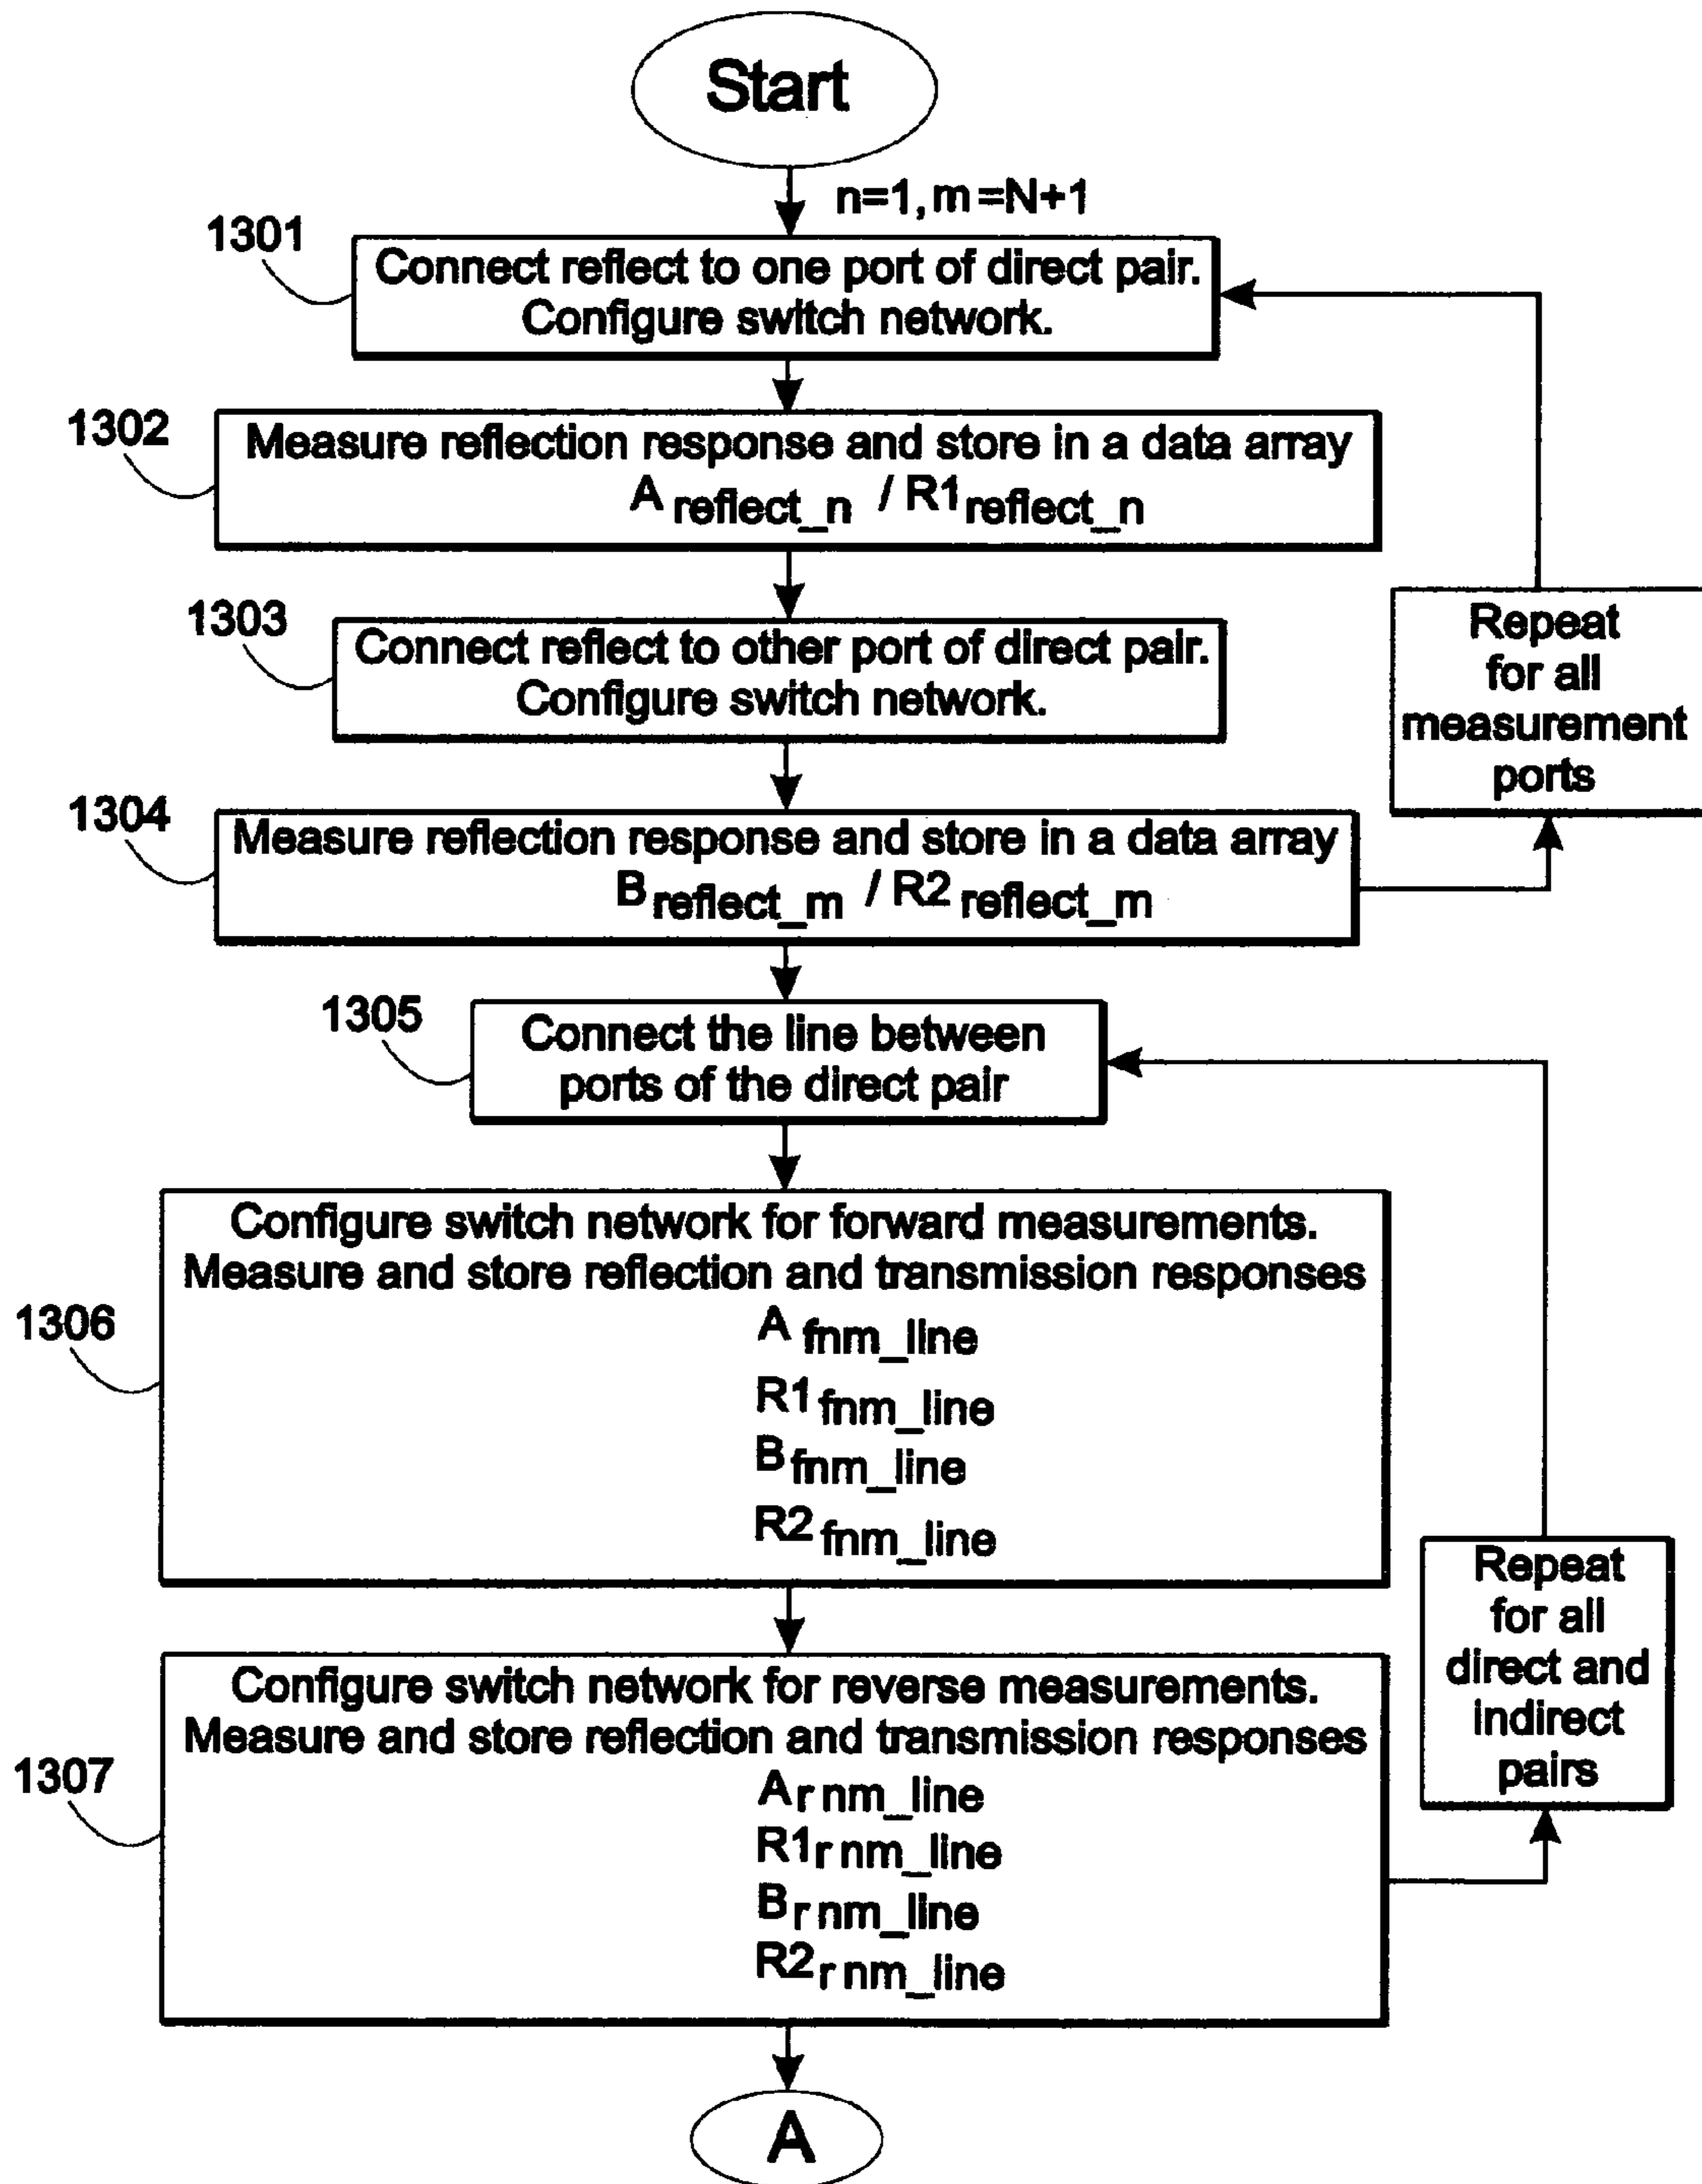 Start
n=1, m=N+1
1301
Connect reflect to one port of direct pair.
Configure switch network.
1302
Measure reflection response and store in a data array
A reflect_n / R1 reflect_n
1303
Connect reflect to other port of direct pair.
Configure switch network.
Repeat
for all
measurement
ports
1304
Measure reflection response and store in a data array
B reflect_m / R2 reflect_m
1305
Connect the line between
ports of the direct pair
1306
Configure switch network for forward measurements.
Measure and store reflection and transmission responses
A fnm_line
R1 fnm_line
B fnm_line
R2 fnm_line
Repeat
for all
direct and
indirect
pairs
1307
Configure switch network for reverse measurements.
Measure and store reflection and transmission responses
A r nm_line
R1 r nm_line
B r nm_line
R2 r nm_line
A